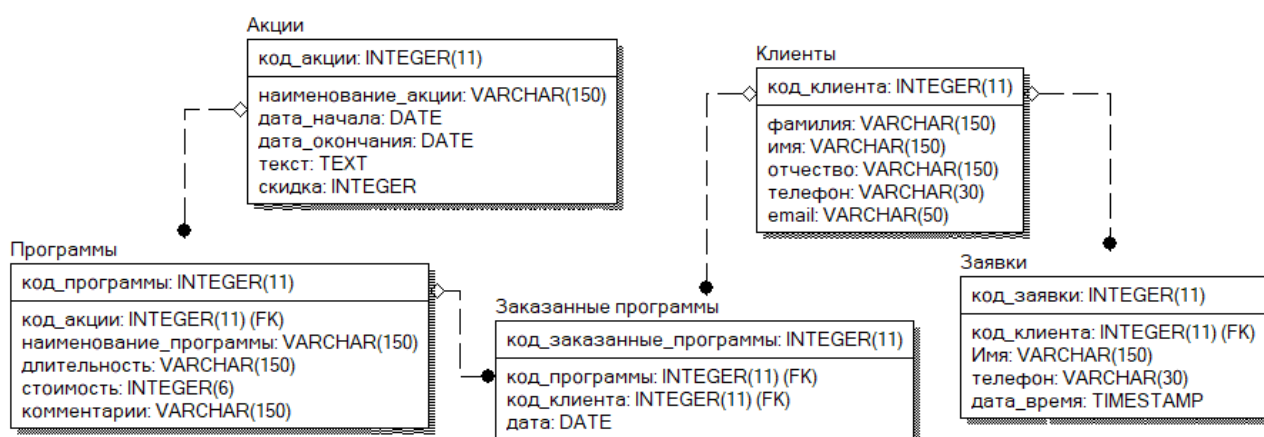 Акции
код_акции: INTEGER(11)
наименование_акции: VARCHAR(150)
дата_начала: DATE
дата_окончания: DATE
текст: TEXT
скидка: INTEGER
Клиенты
код_клиента: INTEGER(11)
фамилия: VARCHAR(150)
имя: VARCHAR(150)
отчество: VARCHAR(150)
телефон: VARCHAR(30)
email: VARCHAR(50)
Программы
код_программы: INTEGER(11)
код_акции: INTEGER(11) (FK)
наименование_программы: VARCHAR(150)
длительность: VARCHAR(150)
стоимость: INTEGER(6)
комментарии: VARCHAR(150)
Заказанные программы
код_заказанные_программы: INTEGER(11)
код_программы: INTEGER(11) (FK)
код_клиента: INTEGER(11) (FK)
дата: DATE
Заявки
код_заявки: INTEGER(11)
код_клиента: INTEGER(11) (FK)
Имя: VARCHAR(150)
телефон: VARCHAR(30)
дата_время: TIMESTAMP